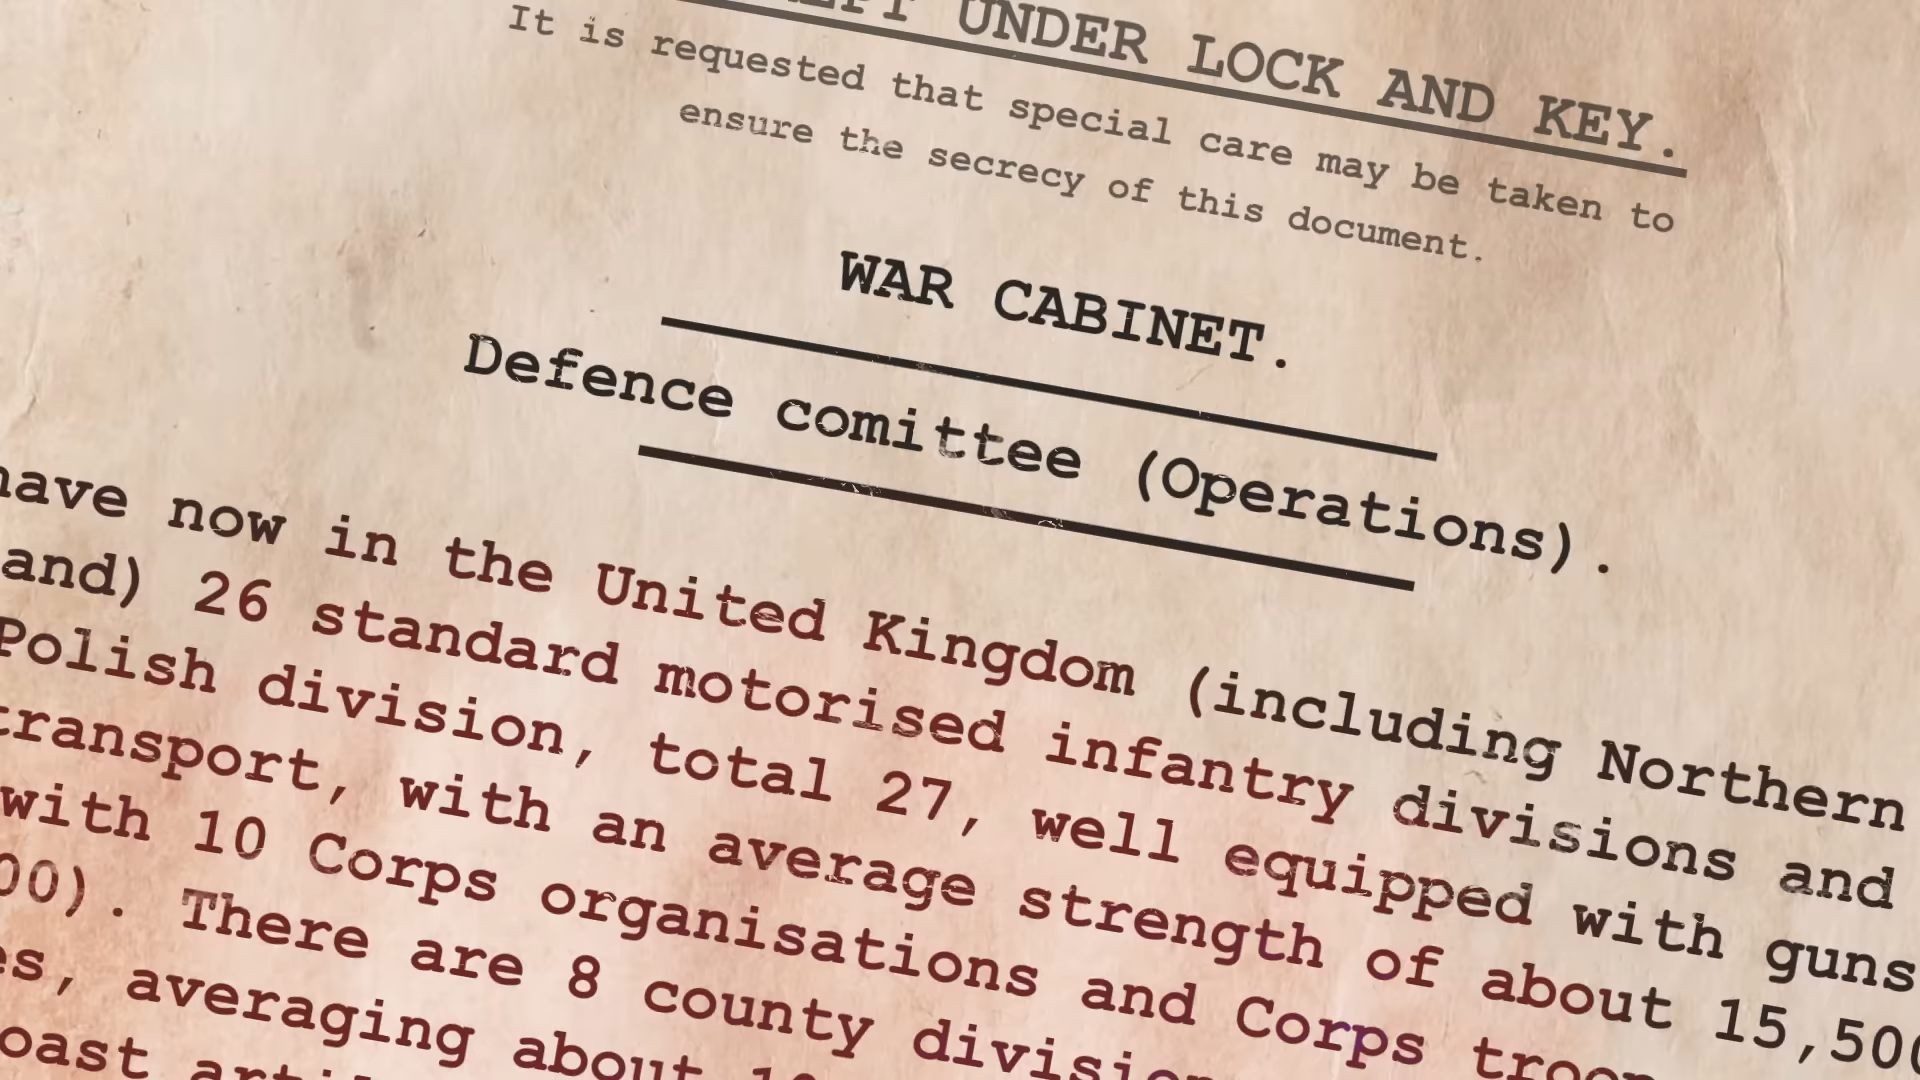 UNDER LOCK AND KEY.
It is requested that special care may be taken to
ensure the secrecy of this document.
WAR CABINET.
Defence comittee (Operations).
have now in the United Kingdom (including Northern
and) 26 standard motorised infantry divisions and
Polish division, total 27, well equipped with guns
transport, with an average strength of about 15,500
with 10 Corps organisations and Corps
00). There are 8 county
es, averaging about